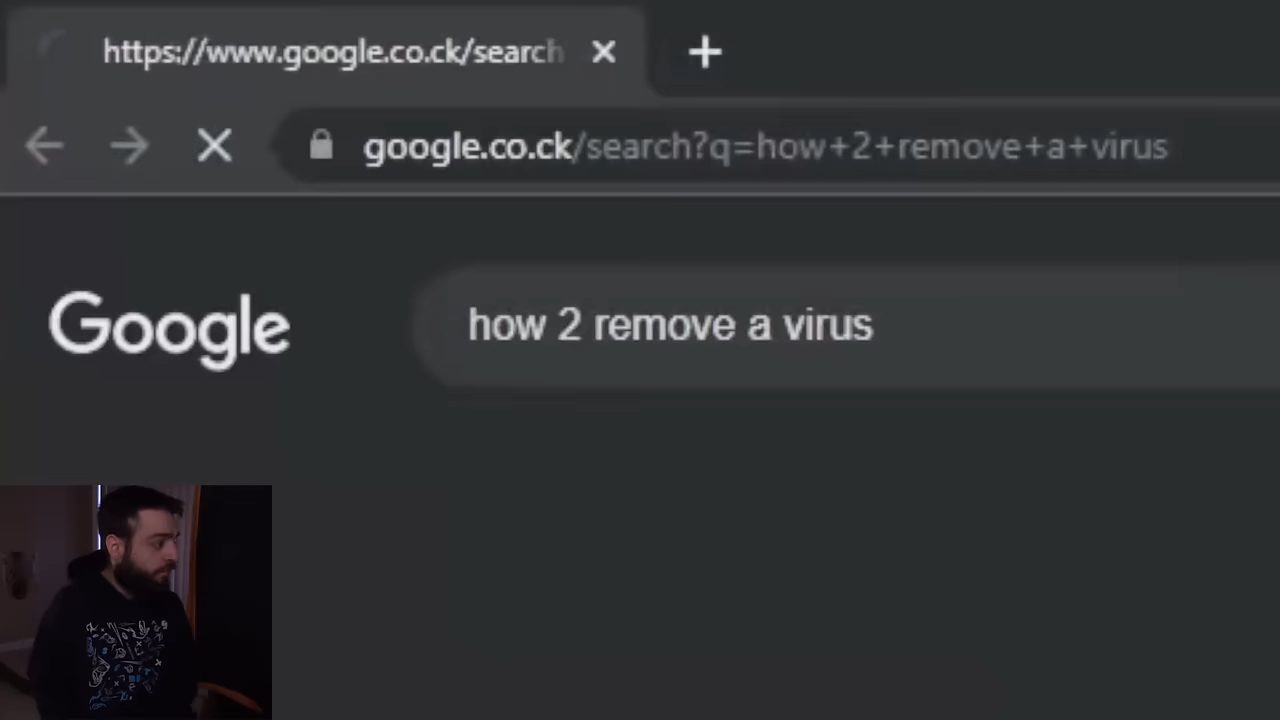 https://www.google.co.ck/search
google.co.ck/search?q=how+2+remove+a+virus
Google
how 2 remove a virus